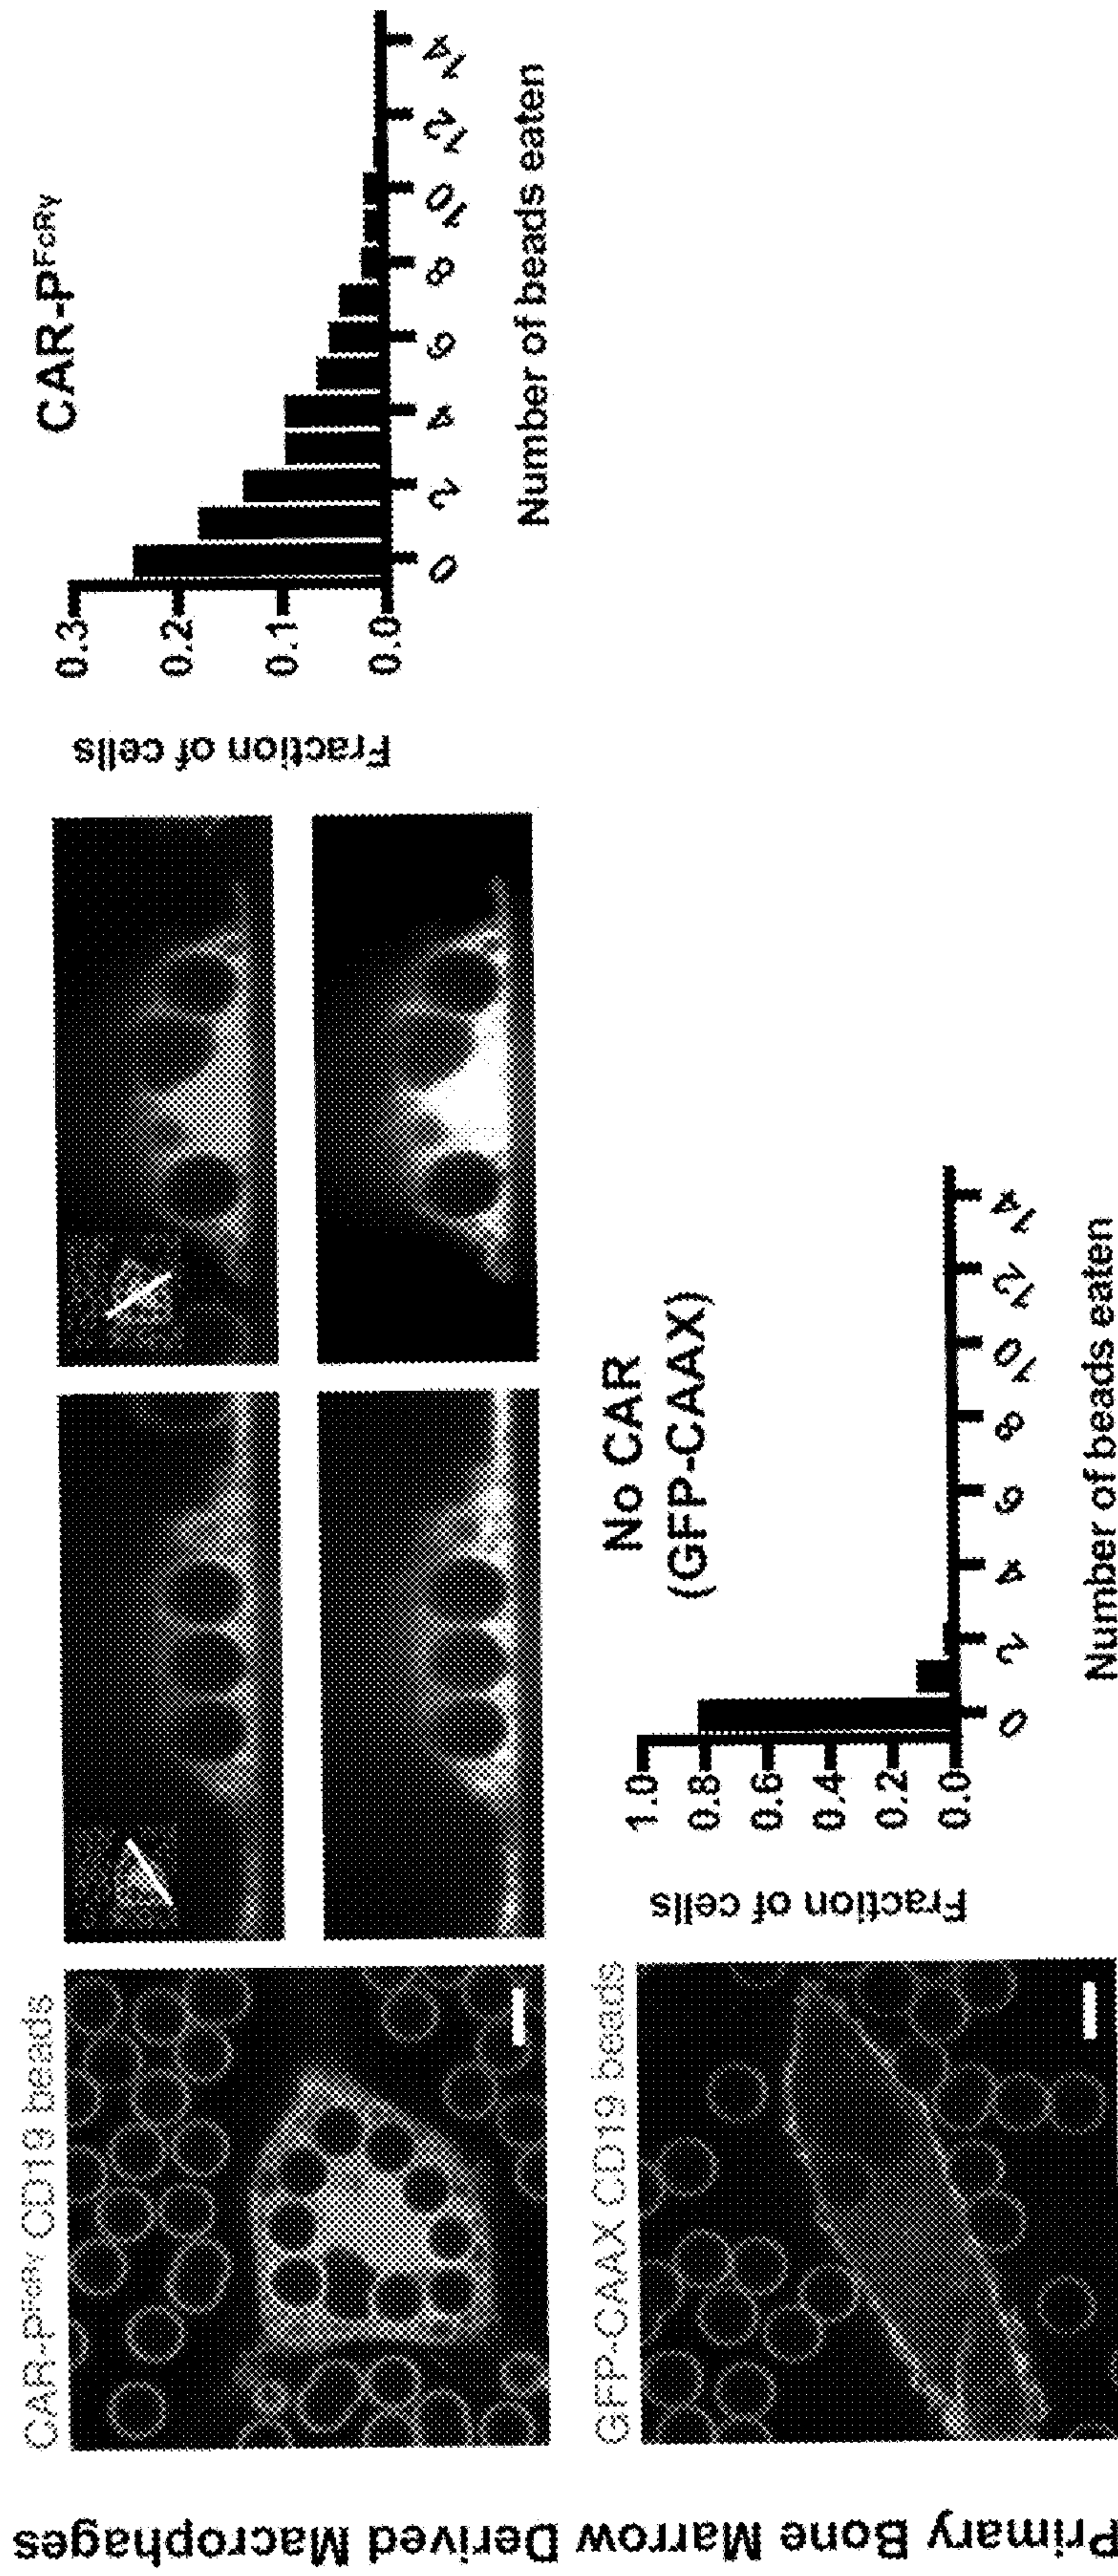 Primary Bone Marrow Derived Macrophages
CAR-P^FcRγ CD19 beads
Fraction of cells
0.3
0.2
0.1
0.0
CAR-P^FcRγ
0 2 4 6 8 10 12 14
Number of beads eaten
GFP-CAAX CD19 beads
Fraction of cells
1.0
0.8
0.6
0.4
0.2
0.0
No CAR
(GFP-CAAX)
0 2 4 6 8 10 12 14
Number of beads eaten